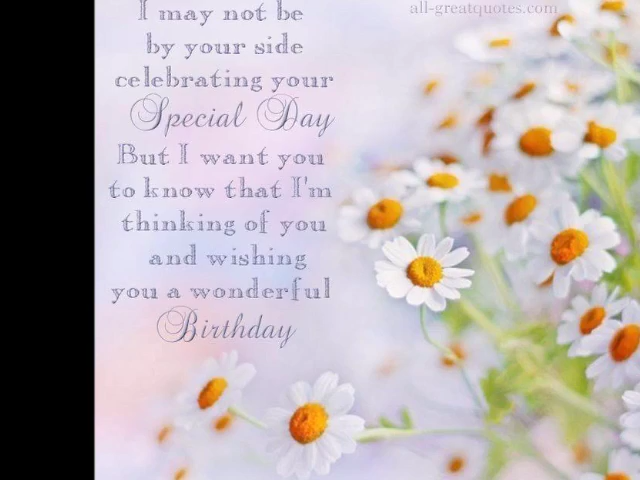 all-greatquotes.com
I may not be
by your side
celebrating your
Special Day
But I want you
to know that I'm
thinking of you
and wishing
you a wonderful
Birthday